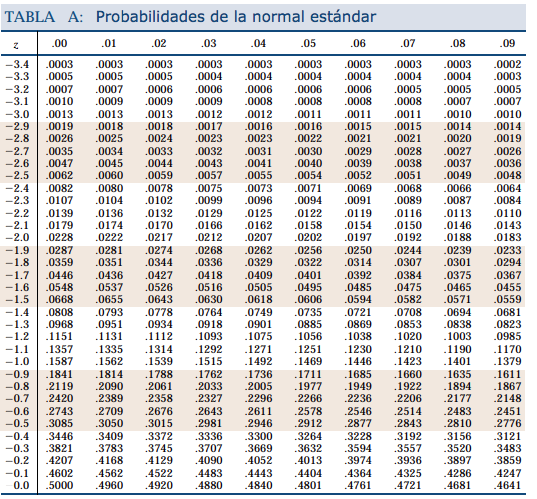 TABLA A: Probabilidades de la normal estándar
z .00 .01 .02 .03 .04 .05 .06 .07 .08 .09
−3.4 .0003 .0003 .0003 .0003 .0003 .0003 .0003 .0003 .0003 .0002
−3.3 .0005 .0005 .0005 .0004 .0004 .0004 .0004 .0004 .0004 .0003
−3.2 .0007 .0007 .0006 .0006 .0006 .0006 .0006 .0005 .0005 .0005
−3.1 .0010 .0009 .0009 .0009 .0008 .0008 .0008 .0008 .0007 .0007
−3.0 .0013 .0013 .0013 .0012 .0012 .0011 .0011 .0011 .0010 .0010
−2.9 .0019 .0018 .0018 .0017 .0016 .0016 .0015 .0015 .0014 .0014
−2.8 .0026 .0025 .0024 .0023 .0023 .0022 .0021 .0021 .0020 .0019
−2.7 .0035 .0034 .0033 .0032 .0031 .0030 .0029 .0028 .0027 .0026
−2.6 .0047 .0045 .0044 .0043 .0041 .0040 .0039 .0038 .0037 .0036
−2.5 .0062 .0060 .0059 .0057 .0055 .0054 .0052 .0051 .0049 .0048
−2.4 .0082 .0080 .0078 .0075 .0073 .0071 .0069 .0068 .0066 .0064
−2.3 .0107 .0104 .0102 .0099 .0096 .0094 .0091 .0089 .0087 .0084
−2.2 .0139 .0136 .0132 .0129 .0125 .0122 .0119 .0116 .0113 .0110
−2.1 .0179 .0174 .0170 .0166 .0162 .0158 .0154 .0150 .0146 .0143
−2.0 .0228 .0222 .0217 .0212 .0207 .0202 .0197 .0192 .0188 .0183
−1.9 .0287 .0281 .0274 .0268 .0262 .0256 .0250 .0244 .0239 .0233
−1.8 .0359 .0351 .0344 .0336 .0329 .0322 .0314 .0307 .0301 .0294
−1.7 .0446 .0436 .0427 .0418 .0409 .0401 .0392 .0384 .0375 .0367
−1.6 .0548 .0537 .0526 .0516 .0505 .0495 .0485 .0475 .0465 .0455
−1.5 .0668 .0655 .0643 .0630 .0618 .0606 .0594 .0582 .0571 .0559
−1.4 .0808 .0793 .0778 .0764 .0749 .0735 .0721 .0708 .0694 .0681
−1.3 .0968 .0951 .0934 .0918 .0901 .0885 .0869 .0853 .0838 .0823
−1.2 .1151 .1131 .1112 .1093 .1075 .1056 .1038 .1020 .1003 .0985
−1.1 .1357 .1335 .1314 .1292 .1271 .1251 .1230 .1210 .1190 .1170
−1.0 .1587 .1562 .1539 .1515 .1492 .1469 .1446 .1423 .1401 .1379
−0.9 .1841 .1814 .1788 .1762 .1736 .1711 .1685 .1660 .1635 .1611
−0.8 .2119 .2090 .2061 .2033 .2005 .1977 .1949 .1922 .1894 .1867
−0.7 .2420 .2389 .2358 .2327 .2296 .2266 .2236 .2206 .2177 .2148
−0.6 .2743 .2709 .2676 .2643 .2611 .2578 .2546 .2514 .2483 .2451
−0.5 .3085 .3050 .3015 .2981 .2946 .2912 .2877 .2843 .2810 .2776
−0.4 .3446 .3409 .3372 .3336 .3300 .3264 .3228 .3192 .3156 .3121
−0.3 .3821 .3783 .3745 .3707 .3669 .3632 .3594 .3557 .3520 .3483
−0.2 .4207 .4168 .4129 .4090 .4052 .4013 .3974 .3936 .3897 .3859
−0.1 .4602 .4562 .4522 .4483 .4443 .4404 .4364 .4325 .4286 .4247
−0.0 .5000 .4960 .4920 .4880 .4840 .4801 .4761 .4721 .4681 .4641